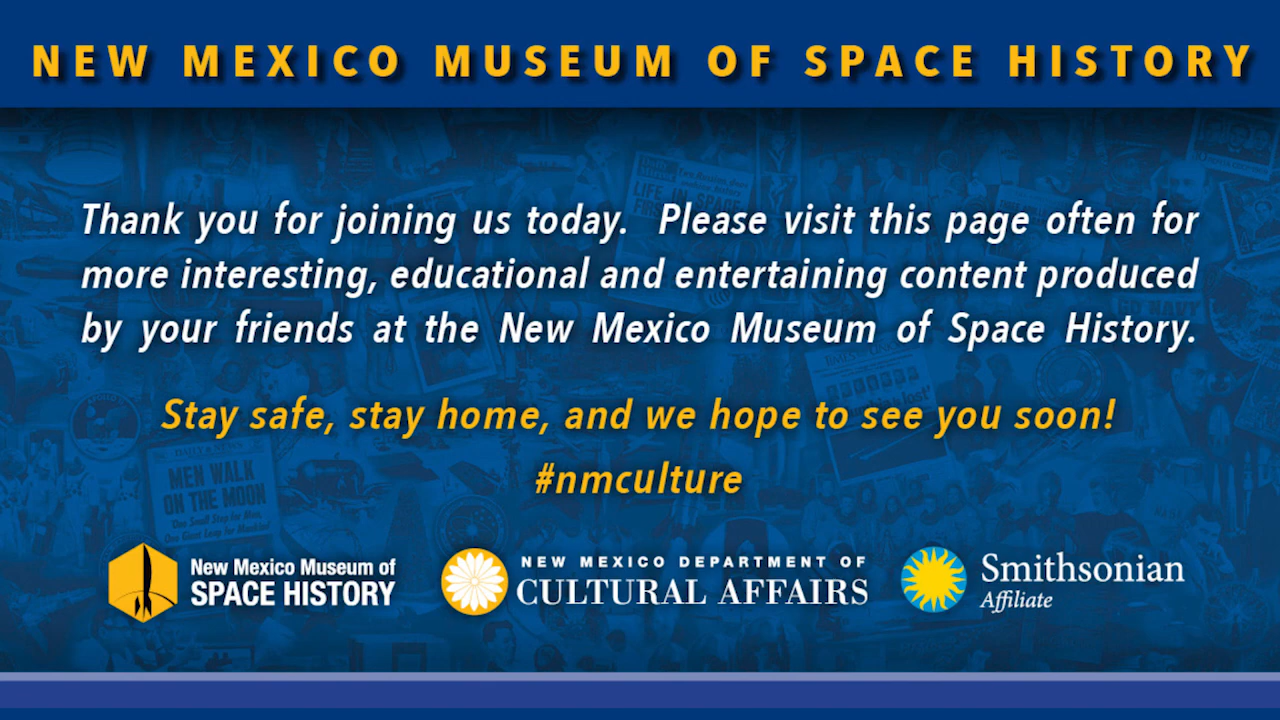 NEW MEXICO MUSEUM OF SPACE HISTORY
Thank you for joining us today. Please visit this page often for
more interesting, educational and entertaining content produced
by your friends at the New Mexico Museum of Space History.
Stay safe, stay home, and we hope to see you soon!
#nmculture
MEN WALK
ON THE MOON
New Mexico Museum of
SPACE HISTORY
NEW MEXICO DEPARTMENT OF
CULTURAL AFFAIRS
Smithsonian
Affiliate